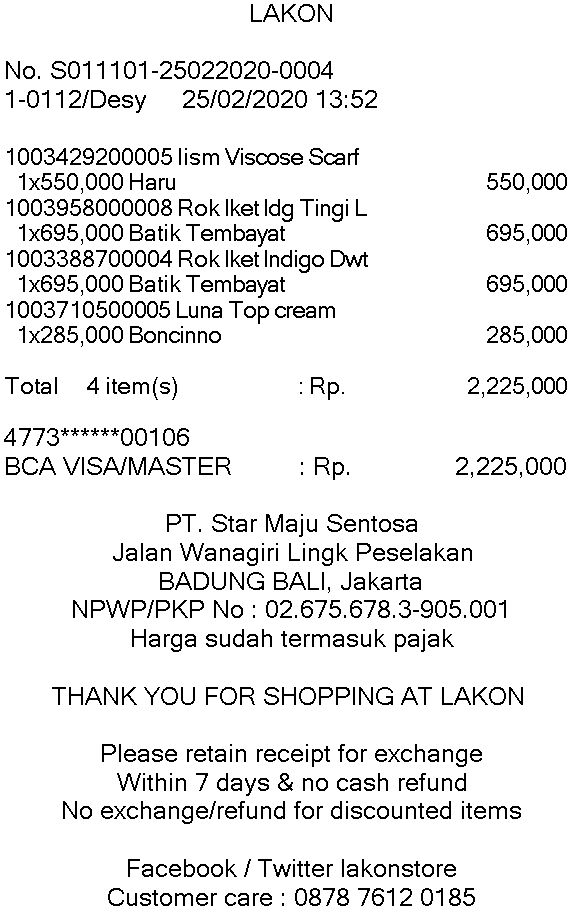 LAKON
No. S011101-25022020-0004
1-0112/Desy 25/02/2020 13:52
1003429200005 Iism Viscose Scarf
1x550,000 Haru 550,000
1003958000008 Rok Iket Idg Tingi L
1x695,000 Batik Tembayat 695,000
1003388700004 Rok Iket Indigo Dwt
1x695,000 Batik Tembayat 695,000
1003710500005 Luna Top cream
1x285,000 Boncinno 285,000
Total 4 item(s) : Rp. 2,225,000
4773******00106
BCA VISA/MASTER : Rp. 2,225,000
PT. Star Maju Sentosa
Jalan Wanagiri Lingk Peselakan
BADUNG BALI, Jakarta
NPWP/PKP No : 02.675.678.3-905.001
Harga sudah termasuk pajak
THANK YOU FOR SHOPPING AT LAKON
Please retain receipt for exchange
Within 7 days & no cash refund
No exchange/refund for discounted items
Facebook / Twitter lakonstore
Customer care : 0878 7612 0185